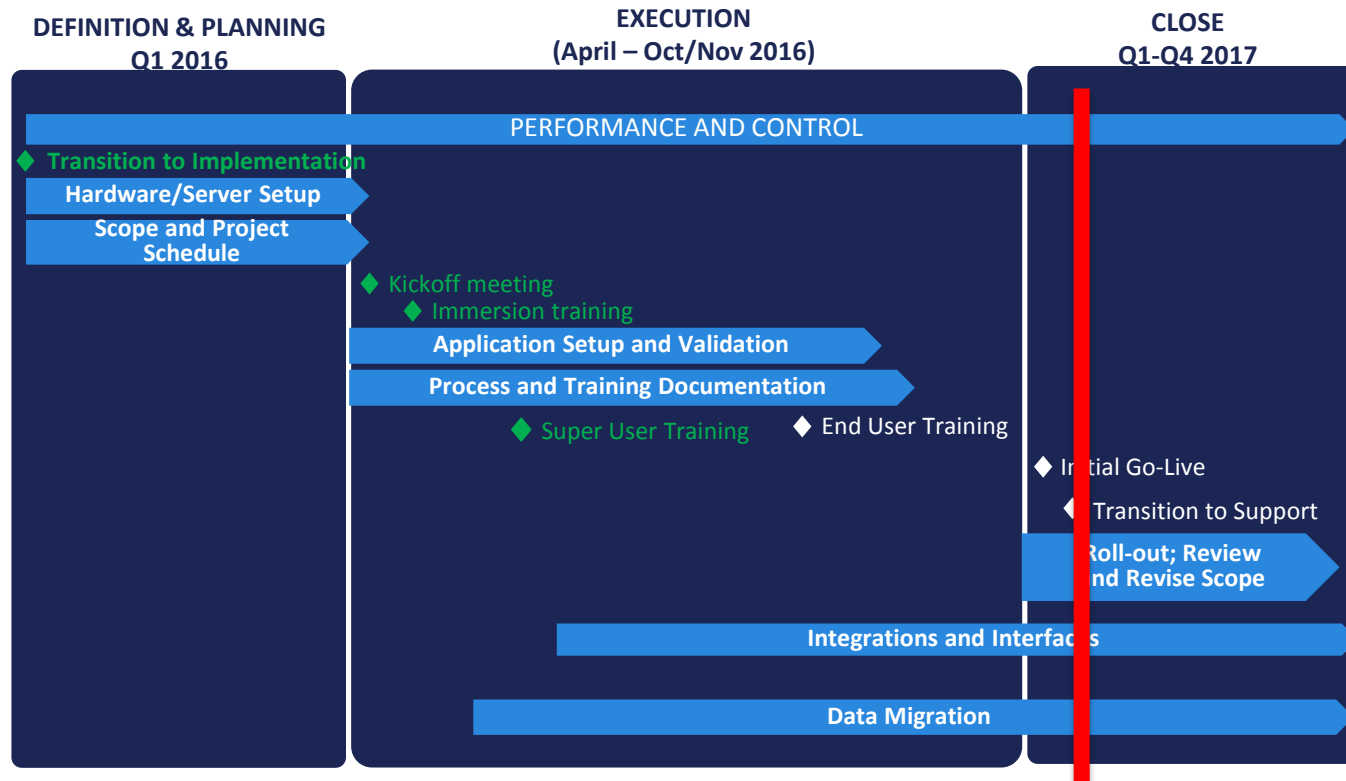 DEFINITION & PLANNING
Q1 2016
EXECUTION
(April – Oct/Nov 2016)
CLOSE
Q1-Q4 2017
PERFORMANCE AND CONTROL
Transition to Implementation
Hardware/Server Setup
Scope and Project
Schedule
Kickoff meeting
Immersion training
Application Setup and Validation
Process and Training Documentation
Super User Training
End User Training
Initial Go-Live
Transition to Support
Roll-out; Review
and Revise Scope
Integrations and Interfaces
Data Migration